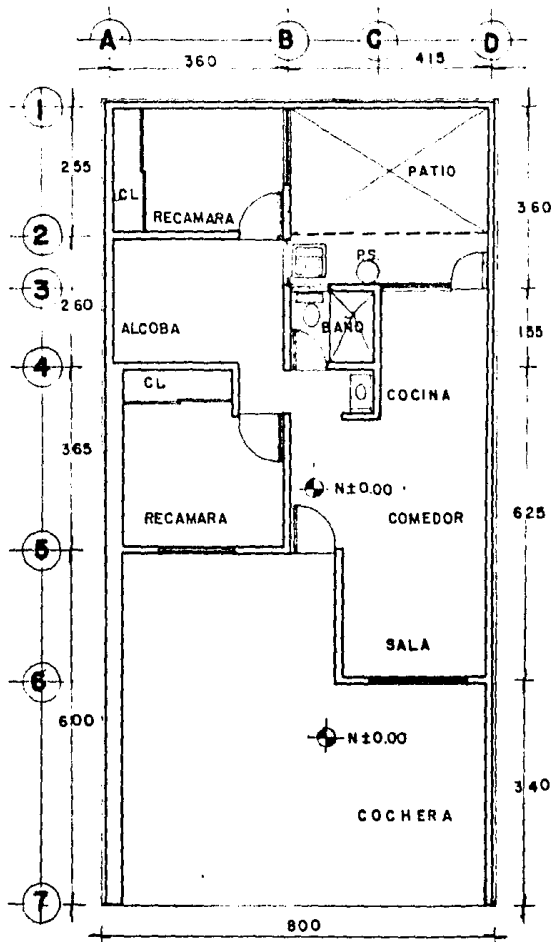 A B C D
360 415
1
255
PATIO
CL
RECAMARA
360
2
P.S
3
260
ALCOBA
BAÑO
155
4
CL
COCINA
365
N±0.00
RECAMARA
COMEDOR
625
5
SALA
6
600
N±0.00
340
COCHERA
7
800